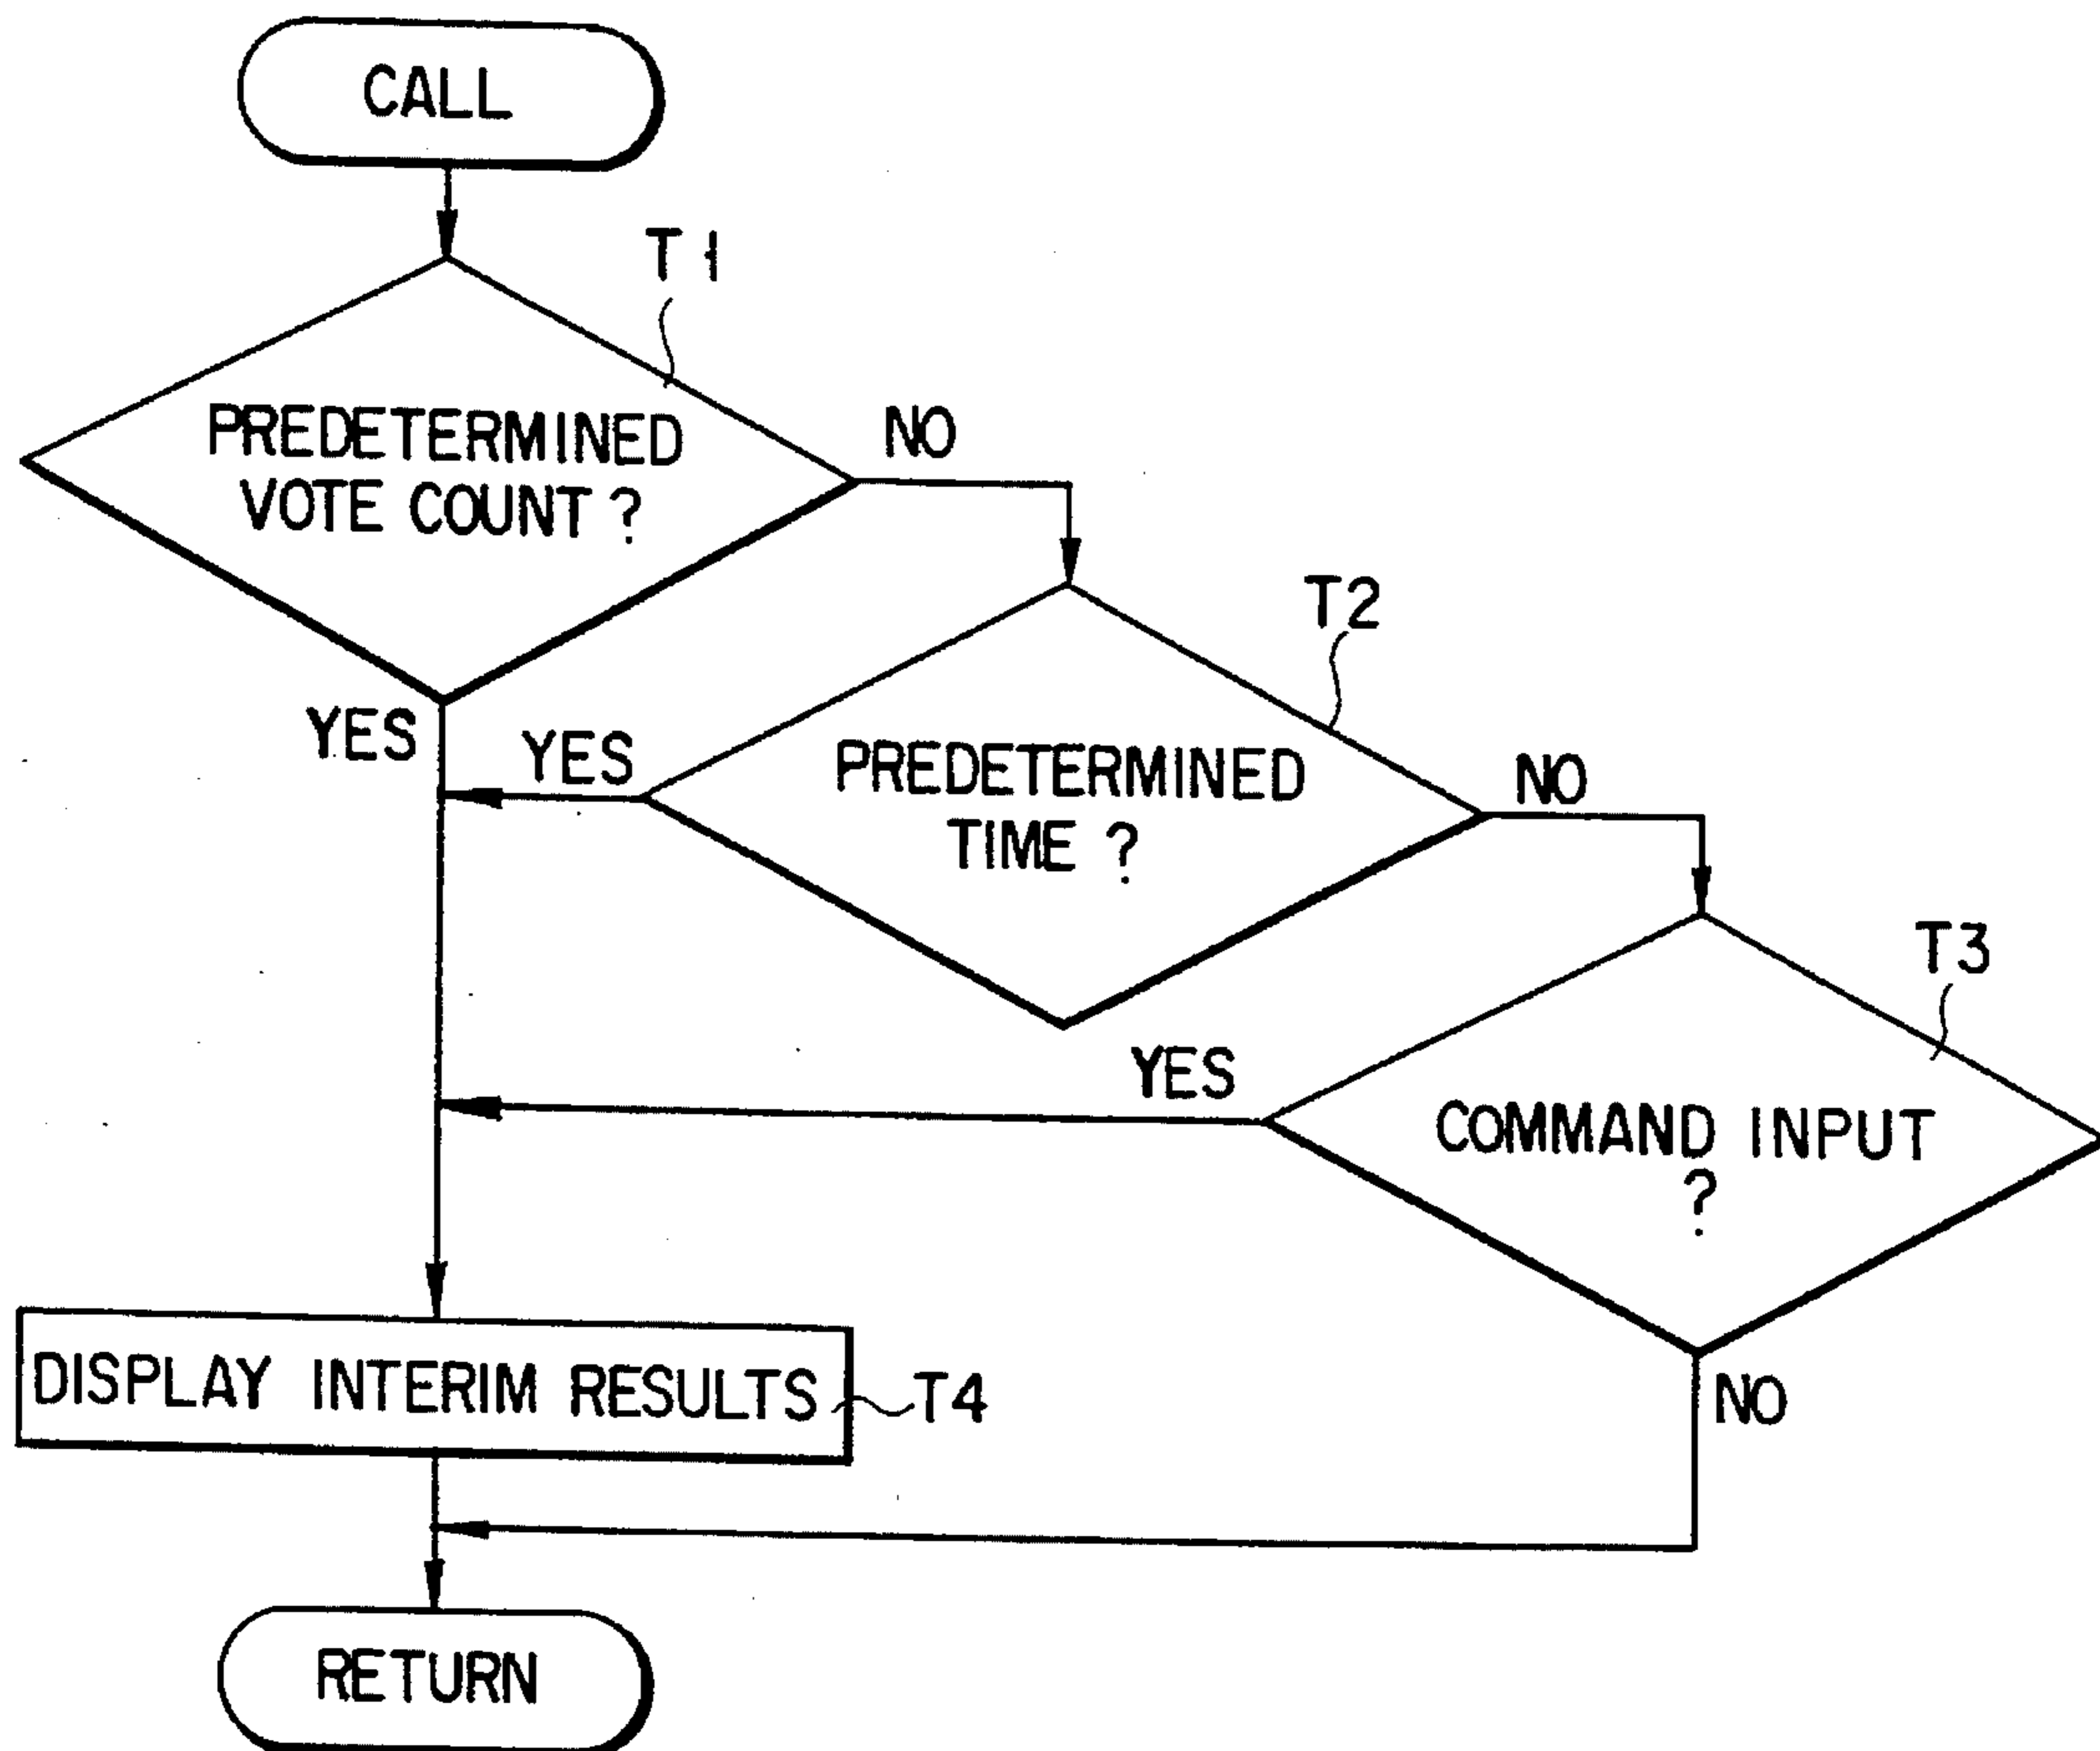 CALL
T1
PREDETERMINED
VOTE COUNT ?
NO
YES
T2
PREDETERMINED
TIME ?
YES
NO
T3
COMMAND INPUT
?
YES
NO
DISPLAY INTERIM RESULTS
T4
RETURN